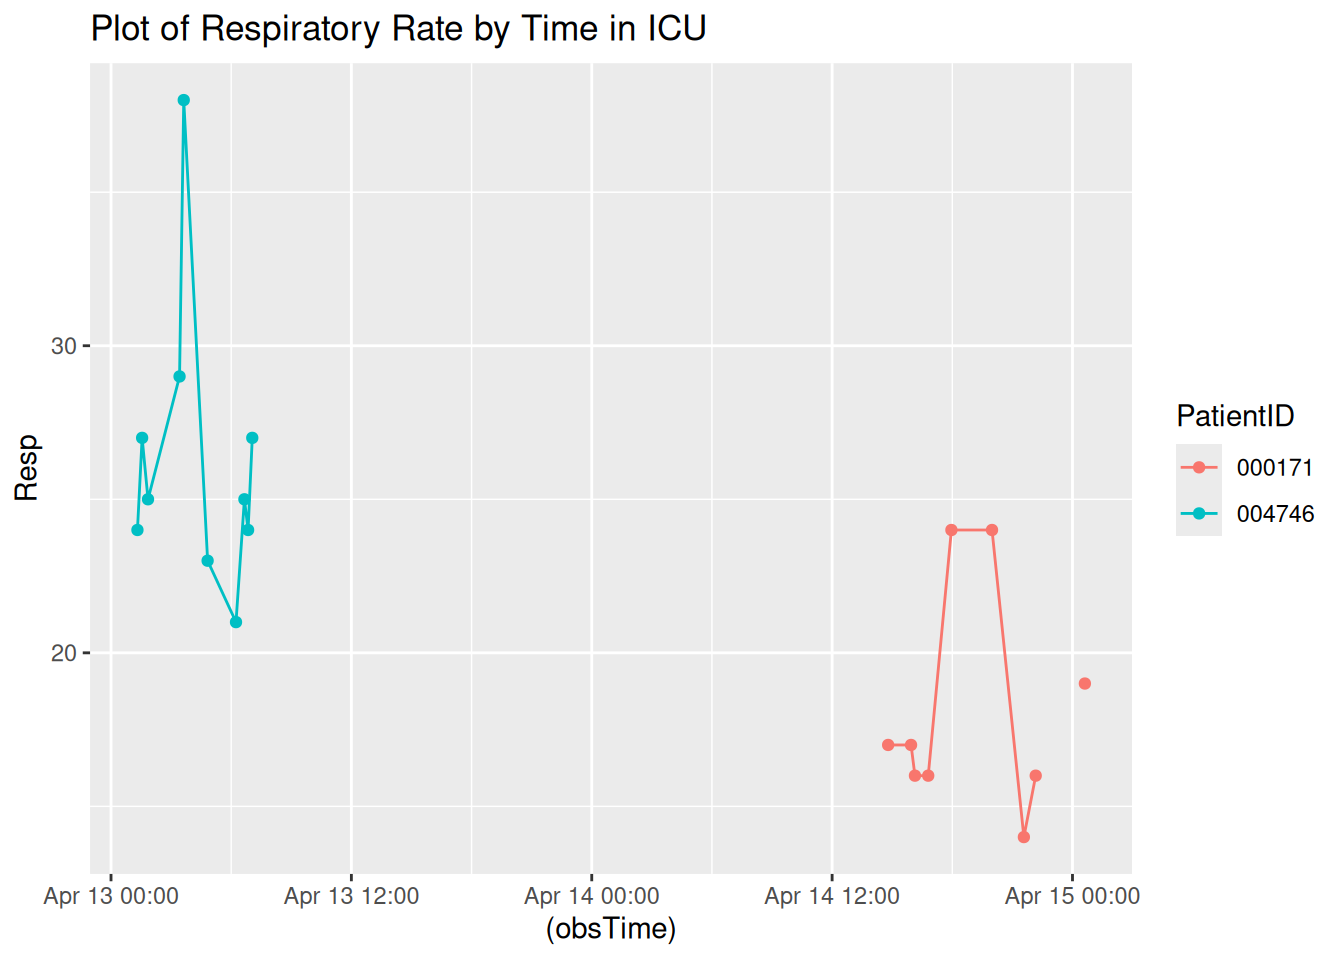 Plot of Respiratory Rate by Time in ICU
Resp
30
20
Apr 13 00:00
Apr 13 12:00
Apr 14 00:00
Apr 14 12:00
Apr 15 00:00
(obsTime)
PatientID
000171
004746